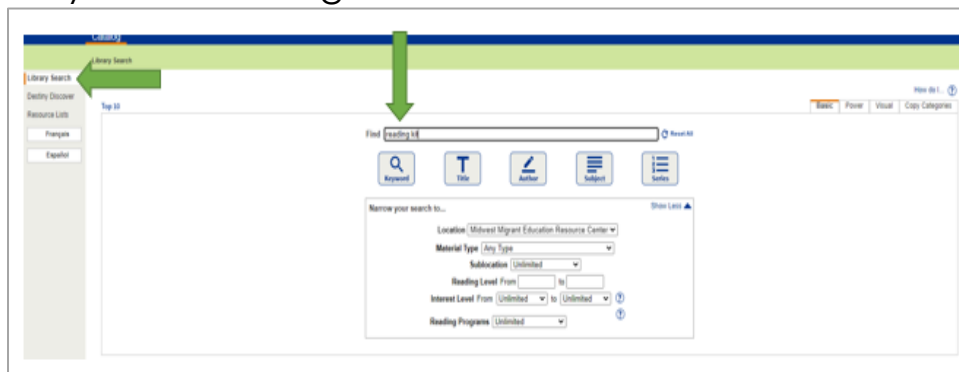 Catalog
Library Search
Library Search
Destiny Discover
Resource Lists
Français
Español
How do I...
Top 10
Basic Power Visual Copy Categories
Find reading kit Reset All
Keyword Title Author Subject Series
Narrow your search to... Show Less
Location Midwest Migrant Education Resource Center
Material Type Any Type
Sublocation Unlimited
Reading Level From to
Interest Level From Unlimited to Unlimited
Reading Programs Unlimited